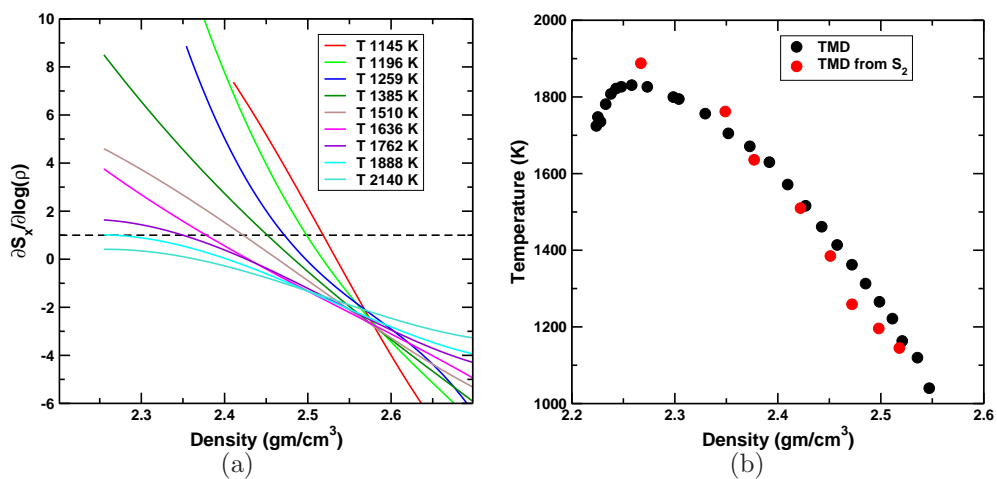 10
8
6
4
2
0
-2
-4
-6
∂S_x/∂log(ρ)
T 1145 K
T 1196 K
T 1259 K
T 1385 K
T 1510 K
T 1636 K
T 1762 K
T 1888 K
T 2140 K
2.3 2.4 2.5 2.6
Density (gm/cm³)
(a)
2000
1800
1600
1400
1200
1000
Temperature (K)
TMD
TMD from S₂
2.2 2.3 2.4 2.5 2.6
Density (gm/cm³)
(b)